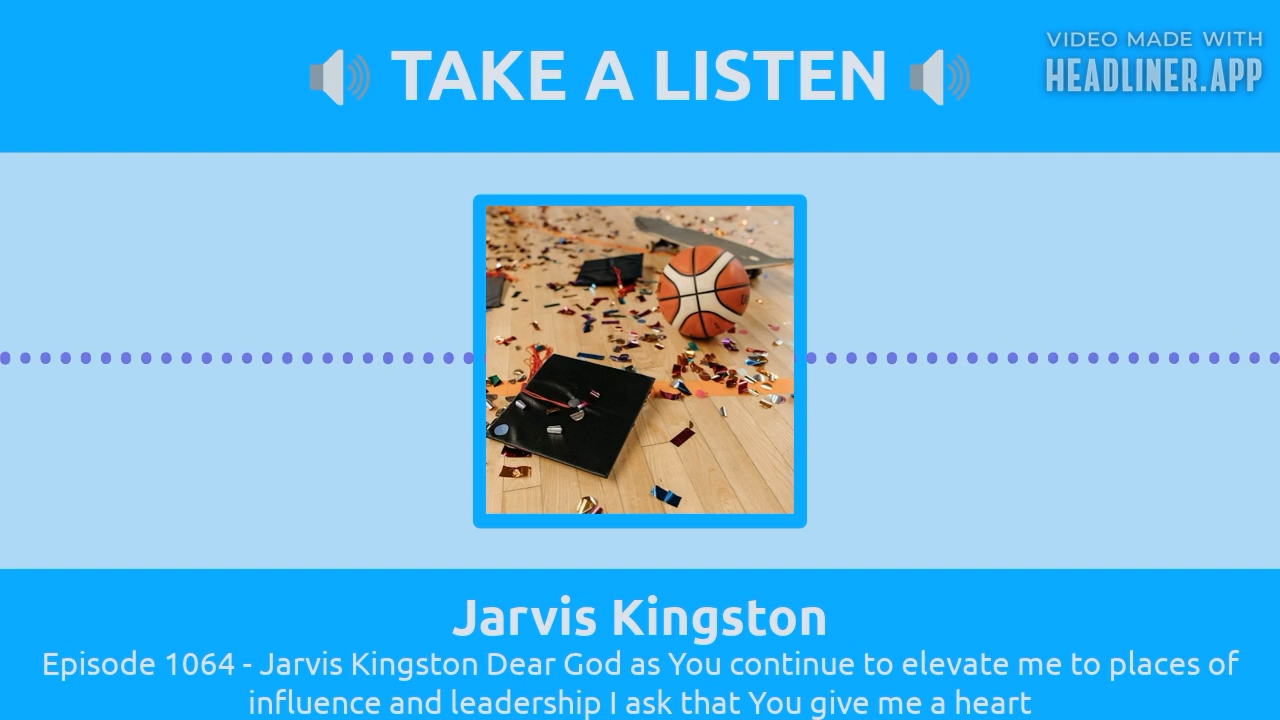 TAKE A LISTEN
VIDEO MADE WITH
HEADLINER.APP
Jarvis Kingston
Episode 1064 - Jarvis Kingston Dear God as You continue to elevate me to places of
influence and leadership I ask that You give me a heart